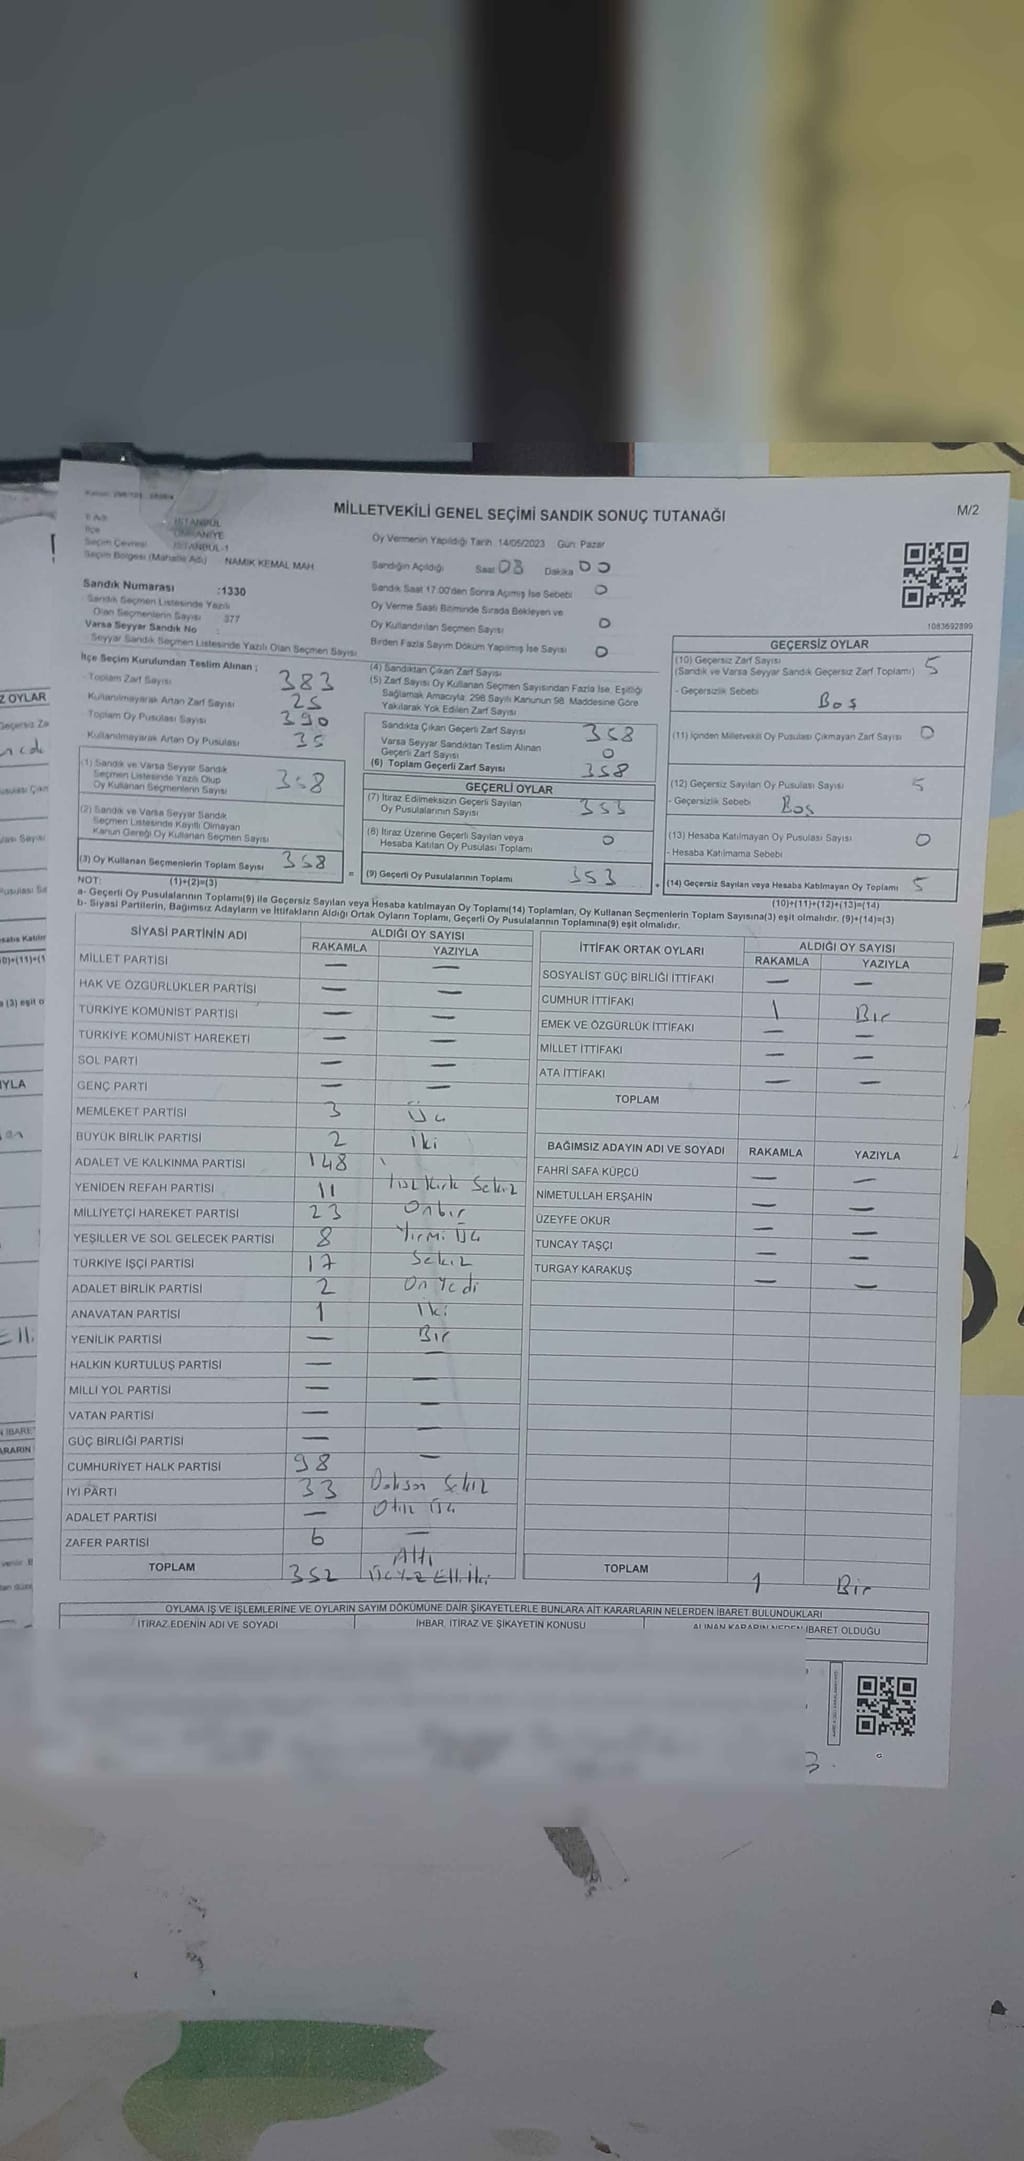 MİLLETVEKİLİ GENEL SEÇİMİ SANDIK SONUÇ TUTANAĞI
M/2
İl Adı
İSTANBUL
İlçe
ÜMRANİYE
Seçim Çevresi
İSTANBUL-1
Seçim Bölgesi (Mahalle Adı) NAMIK KEMAL MAH.
Sandık Numarası :1330
Sandık Seçmen Listesinde Yazılı
Olan Seçmenlerin Sayısı 377
Varsa Seyyar Sandık No :
Seyyar Sandık Seçmen Listesinde Yazılı Olan Seçmen Sayısı
Oy Vermenin Yapıldığı Tarih :14/05/2023 Gün: Pazar
Sandığın Açıldığı Saat 08 Dakika 00
Sandık Saat 17:00'den Sonra Açılmış İse Sebebi 0
Oy Verme Saati Bitiminde Sırada Bekleyen ve
Oy Kullandırılan Seçmen Sayısı 0
Birden Fazla Sayım Döküm Yapılmış İse Sayısı 0
1083692899
İlçe Seçim Kurulundan Teslim Alınan :
- Toplam Zarf Sayısı 383
Kullanılmayarak Artan Zarf Sayısı 25
Toplam Oy Pusulası Sayısı 390
Kullanılmayarak Artan Oy Pusulası 35
(1) Sandık ve Varsa Seyyar Sandık
Seçmen Listesinde Yazılı Olup
Oy Kullanan Seçmenlerin Sayısı 358
(2) Sandık ve Varsa Seyyar Sandık
Seçmen Listesinde Kayıtlı Olmayan
Kanun Gereği Oy Kullanan Seçmen Sayısı
(3) Oy Kullanan Seçmenlerin Toplam Sayısı 358
(1)+(2)=(3)
(4) Sandıktan Çıkan Zarf Sayısı
(5) Zarf Sayısı Oy Kullanan Seçmen Sayısından Fazla İse, Eşitliği
Sağlamak Amacıyla; 298 Sayılı Kanunun 98. Maddesine Göre
Yakılarak Yok Edilen Zarf Sayısı
Sandıkta Çıkan Geçerli Zarf Sayısı 358
Varsa Seyyar Sandıktan Teslim Alınan
Geçerli Zarf Sayısı 0
(6) Toplam Geçerli Zarf Sayısı 358
GEÇERLİ OYLAR
(7) İtiraz Edilmeksizin Geçerli Sayılan
Oy Pusulalarının Sayısı 353
(8) İtiraz Üzerine Geçerli Sayılan veya
Hesaba Katılan Oy Pusulası Toplamı 0
= (9) Geçerli Oy Pusulalarının Toplamı 353
GEÇERSİZ OYLAR
(10) Geçersiz Zarf Sayısı 5
(Sandık ve Varsa Seyyar Sandık Geçersiz Zarf Toplamı)
- Geçersizlik Sebebi Boş
(11) İçinden Milletvekili Oy Pusulası Çıkmayan Zarf Sayısı 0
(12) Geçersiz Sayılan Oy Pusulası Sayısı 5
- Geçersizlik Sebebi Boş
(13) Hesaba Katılmayan Oy Pusulası Sayısı 0
- Hesaba Katılmama Sebebi
+ (14) Geçersiz Sayılan veya Hesaba Katılmayan Oy Toplamı 5
(10)+(11)+(12)+(13)=(14)
NOT:
a- Geçerli Oy Pusulalarının Toplamı(9) ile Geçersiz Sayılan veya Hesaba katılmayan Oy Toplamı(14) Toplamları, Oy Kullanan Seçmenlerin Toplam Sayısına(3) eşit olmalıdır. (9)+(14)=(3)
b- Siyasi Partilerin, Bağımsız Adayların ve İttifakların Aldığı Ortak Oyların Toplamı, Geçerli Oy Pusulalarının Toplamına(9) eşit olmalıdır.
SİYASİ PARTİNİN ADI
ALDIĞI OY SAYISI
RAKAMLA YAZIYLA
MİLLET PARTİSİ — —
HAK VE ÖZGÜRLÜKLER PARTİSİ — —
TÜRKİYE KOMÜNİST PARTİSİ — —
TÜRKİYE KOMÜNİST HAREKETİ — —
SOL PARTİ — —
GENÇ PARTİ — —
MEMLEKET PARTİSİ 3 Üç
BÜYÜK BİRLİK PARTİSİ 2 İki
ADALET VE KALKINMA PARTİSİ 148
Yüz Kırk Sekiz
YENİDEN REFAH PARTİSİ 11 Onbir
MİLLİYETÇİ HAREKET PARTİSİ 23 Yirmi Üç
YEŞİLLER VE SOL GELECEK PARTİSİ 8 Sekiz
TÜRKİYE İŞÇİ PARTİSİ 17 On Yedi
ADALET BİRLİK PARTİSİ 2 İki
ANAVATAN PARTİSİ 1 Bir
YENİLİK PARTİSİ — —
HALKIN KURTULUŞ PARTİSİ — —
MİLLİ YOL PARTİSİ — —
VATAN PARTİSİ —
GÜÇ BİRLİĞİ PARTİSİ — —
CUMHURİYET HALK PARTİSİ 98 Doksan Sekiz
İYİ PARTİ 33 Otuz Üç
ADALET PARTİSİ — —
ZAFER PARTİSİ 6 Altı
TOPLAM 352 Üç Yüz Elli İki
İTTİFAK ORTAK OYLARI
ALDIĞI OY SAYISI
RAKAMLA YAZIYLA
SOSYALİST GÜÇ BİRLİĞİ İTTİFAKI — —
CUMHUR İTTİFAKI 1 Bir
EMEK VE ÖZGÜRLÜK İTTİFAKI — —
MİLLET İTTİFAKI — —
ATA İTTİFAKI — —
TOPLAM
BAĞIMSIZ ADAYIN ADI VE SOYADI RAKAMLA YAZIYLA
FAHRİ SAFA KÜPÇÜ — —
NİMETULLAH ERŞAHİN — —
ÜZEYFE OKUR — —
TUNCAY TAŞÇI — —
TURGAY KARAKUŞ — —
TOPLAM 1 Bir
OYLAMA İŞ VE İŞLEMLERİNE VE OYLARIN SAYIM DÖKÜMÜNE DAİR ŞİKAYETLERLE BUNLARA AİT KARARLARIN NELERDEN İBARET BULUNDUKLARI
İTİRAZ EDENİN ADI VE SOYADI
İHBAR, İTİRAZ VE ŞİKAYETİN KONUSU
ALINAN KARARIN NEDEN İBARET OLDUĞU